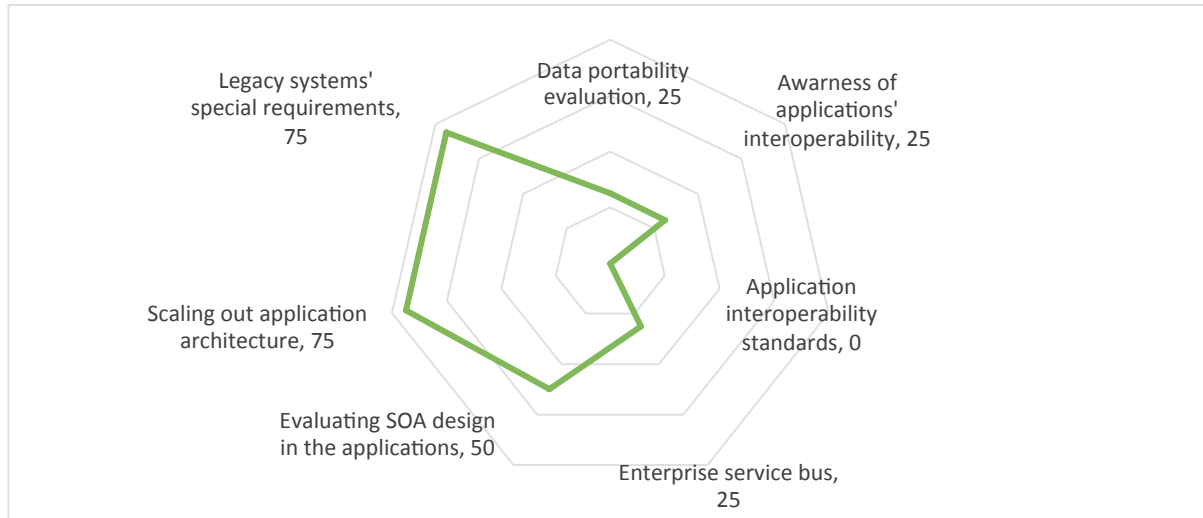 Data portability
evaluation, 25
Awarness of
applications'
interoperability, 25
Application
interoperability
standards, 0
Enterprise service bus,
25
Evaluating SOA design
in the applications, 50
Scaling out application
architecture, 75
Legacy systems'
special requirements,
75